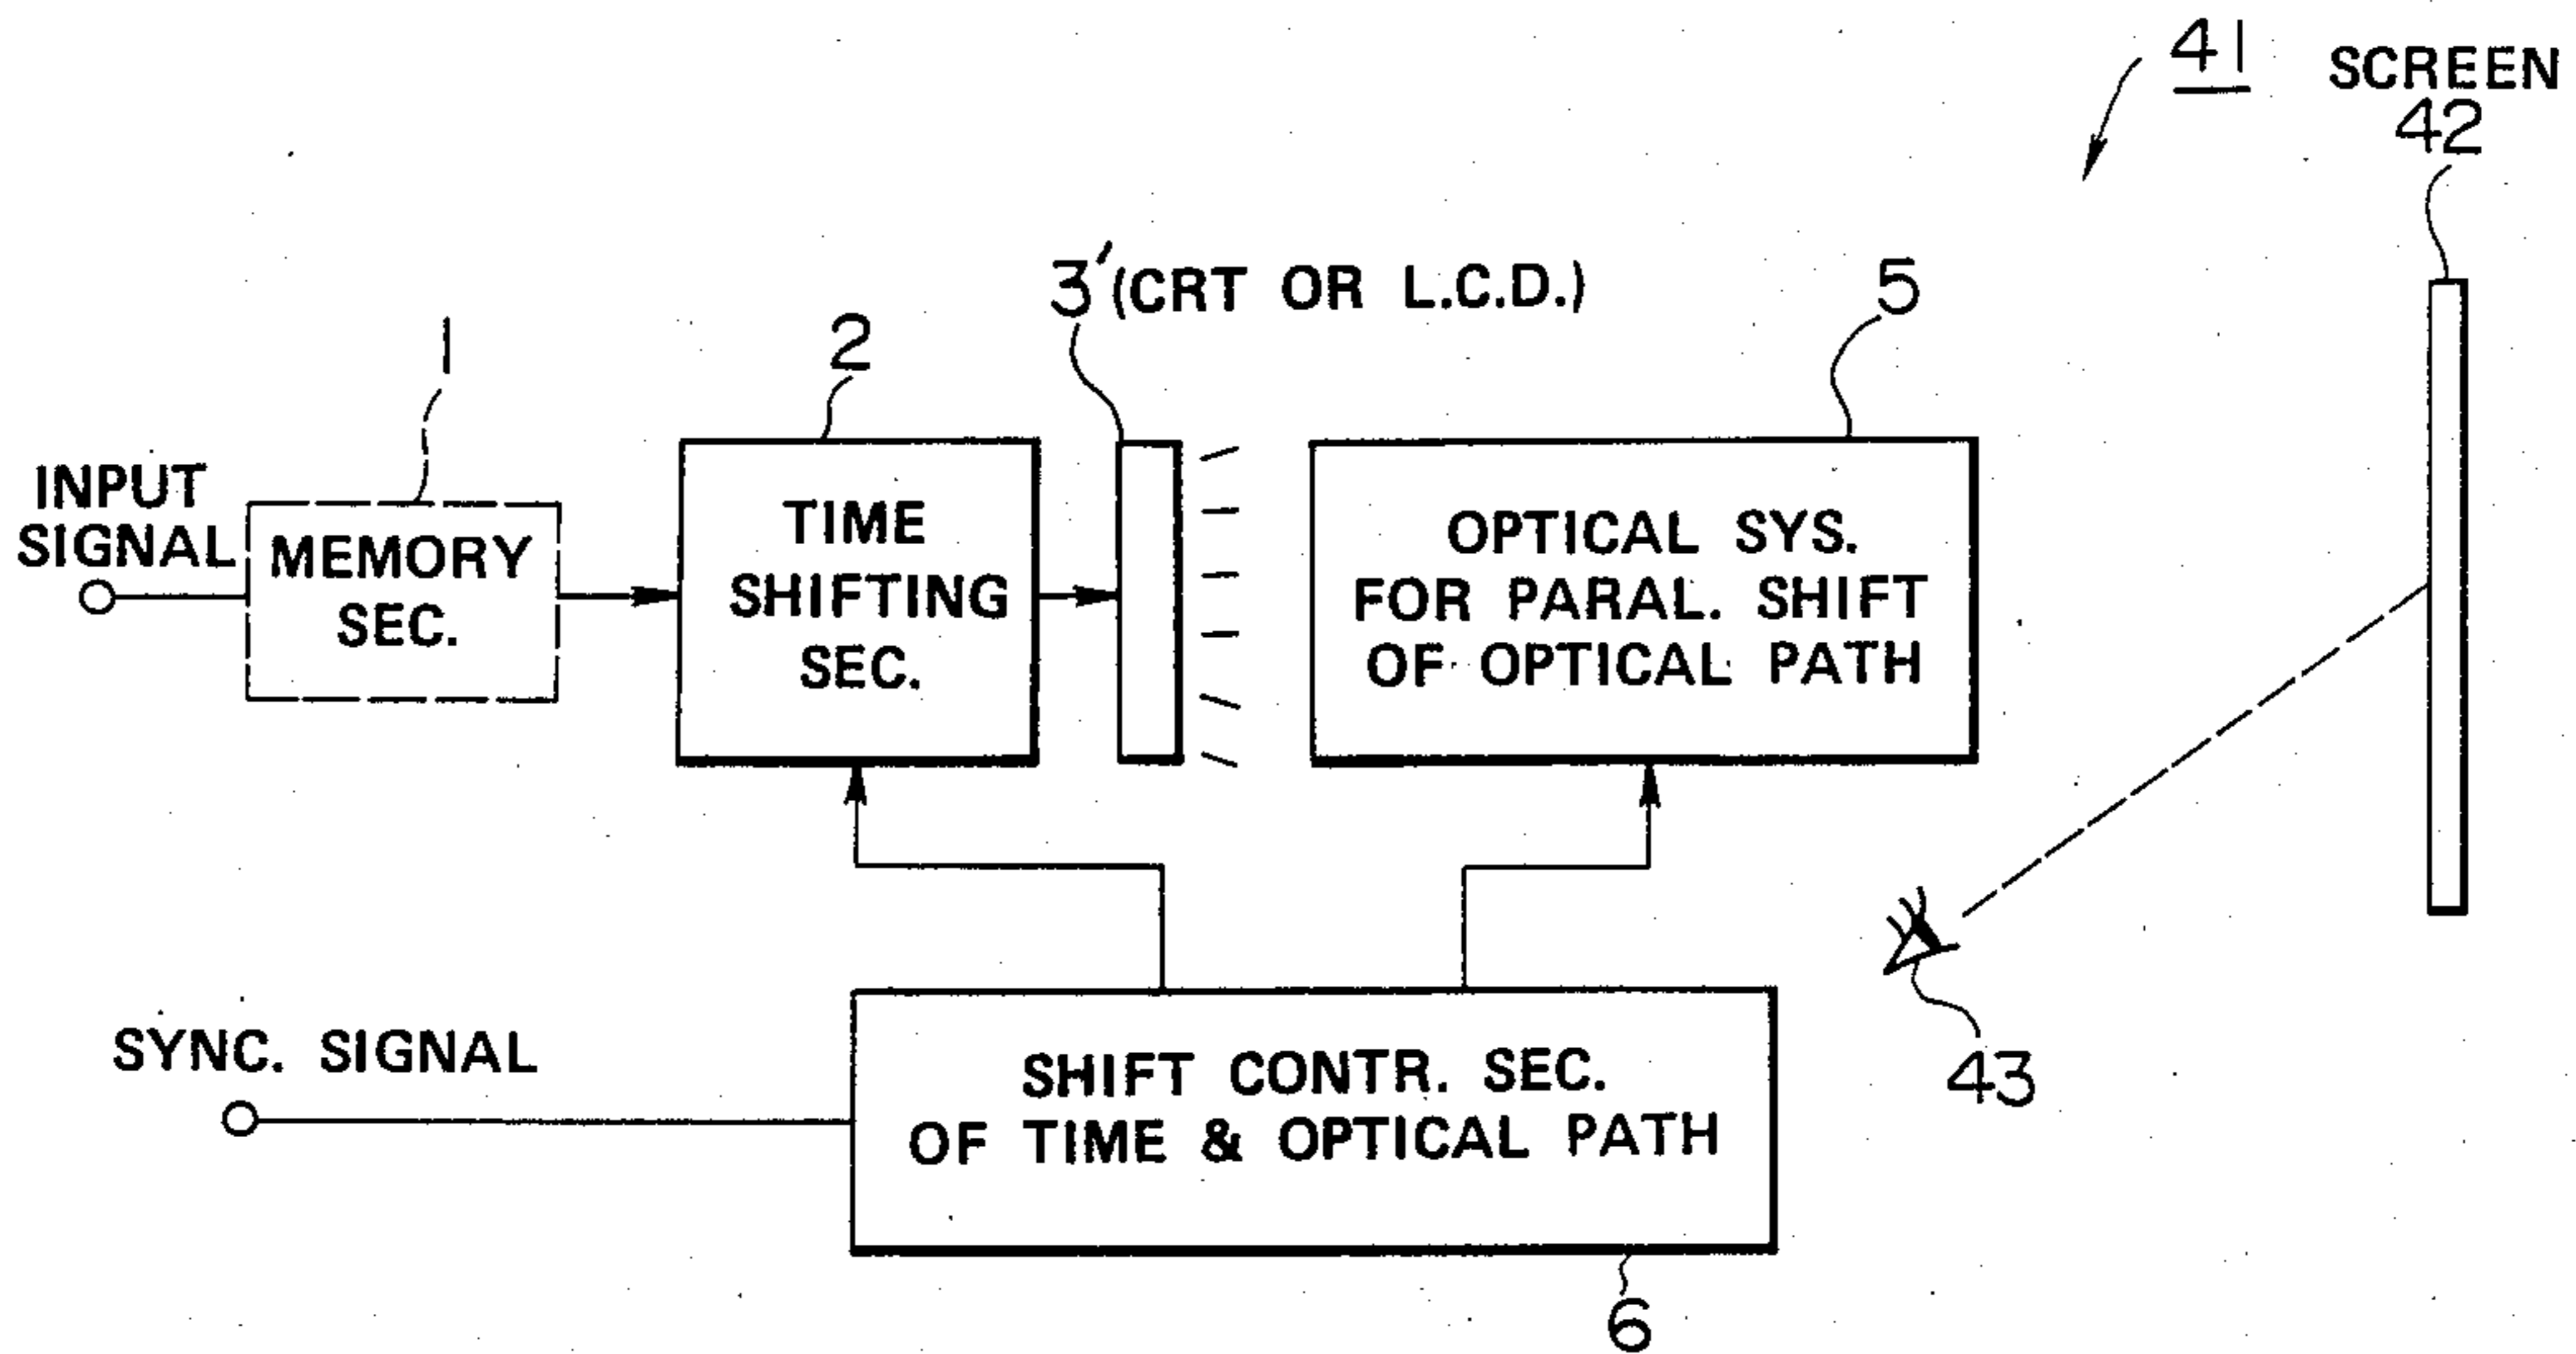 41
SCREEN
42
3'(CRT OR L.C.D.)
5
1
2
INPUT
SIGNAL
MEMORY
SEC.
TIME
SHIFTING
SEC.
OPTICAL SYS.
FOR PARAL. SHIFT
OF OPTICAL PATH
43
SYNC. SIGNAL
SHIFT CONTR. SEC.
OF TIME & OPTICAL PATH
6